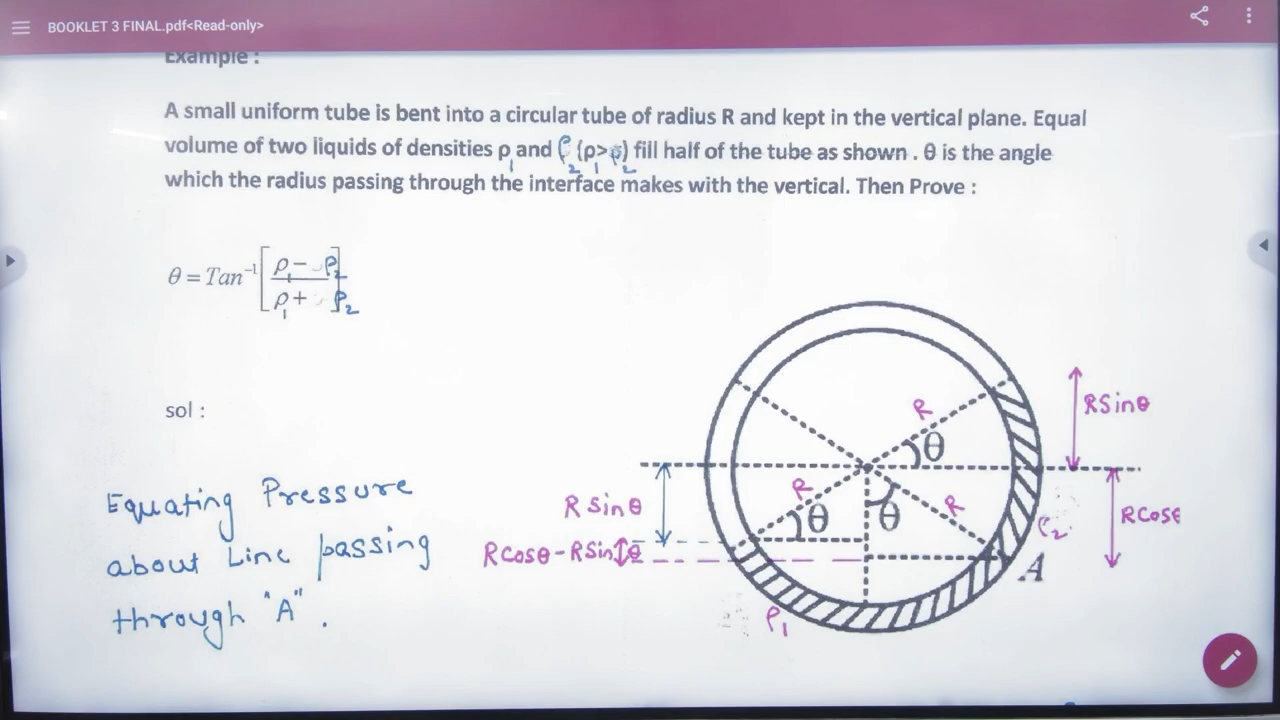 BOOKLET 3 FINAL.pdf<Read-only>
Example :
A small uniform tube is bent into a circular tube of radius R and kept in the vertical plane. Equal
volume of two liquids of densities ρ₁ and ρ₂ (ρ₁>ρ₂) fill half of the tube as shown . θ is the angle
which the radius passing through the interface makes with the vertical. Then Prove :
θ = Tan⁻¹[(ρ₁ − ρ₂)/(ρ₁ + ρ₂)]
sol :
Equating Pressure
about Line passing
through "A" .
R
θ
RSinθ
R
θ
θ
R
Rsinθ
RCosθ
ρ₂
RCosθ-RSinθ
A
ρ₁